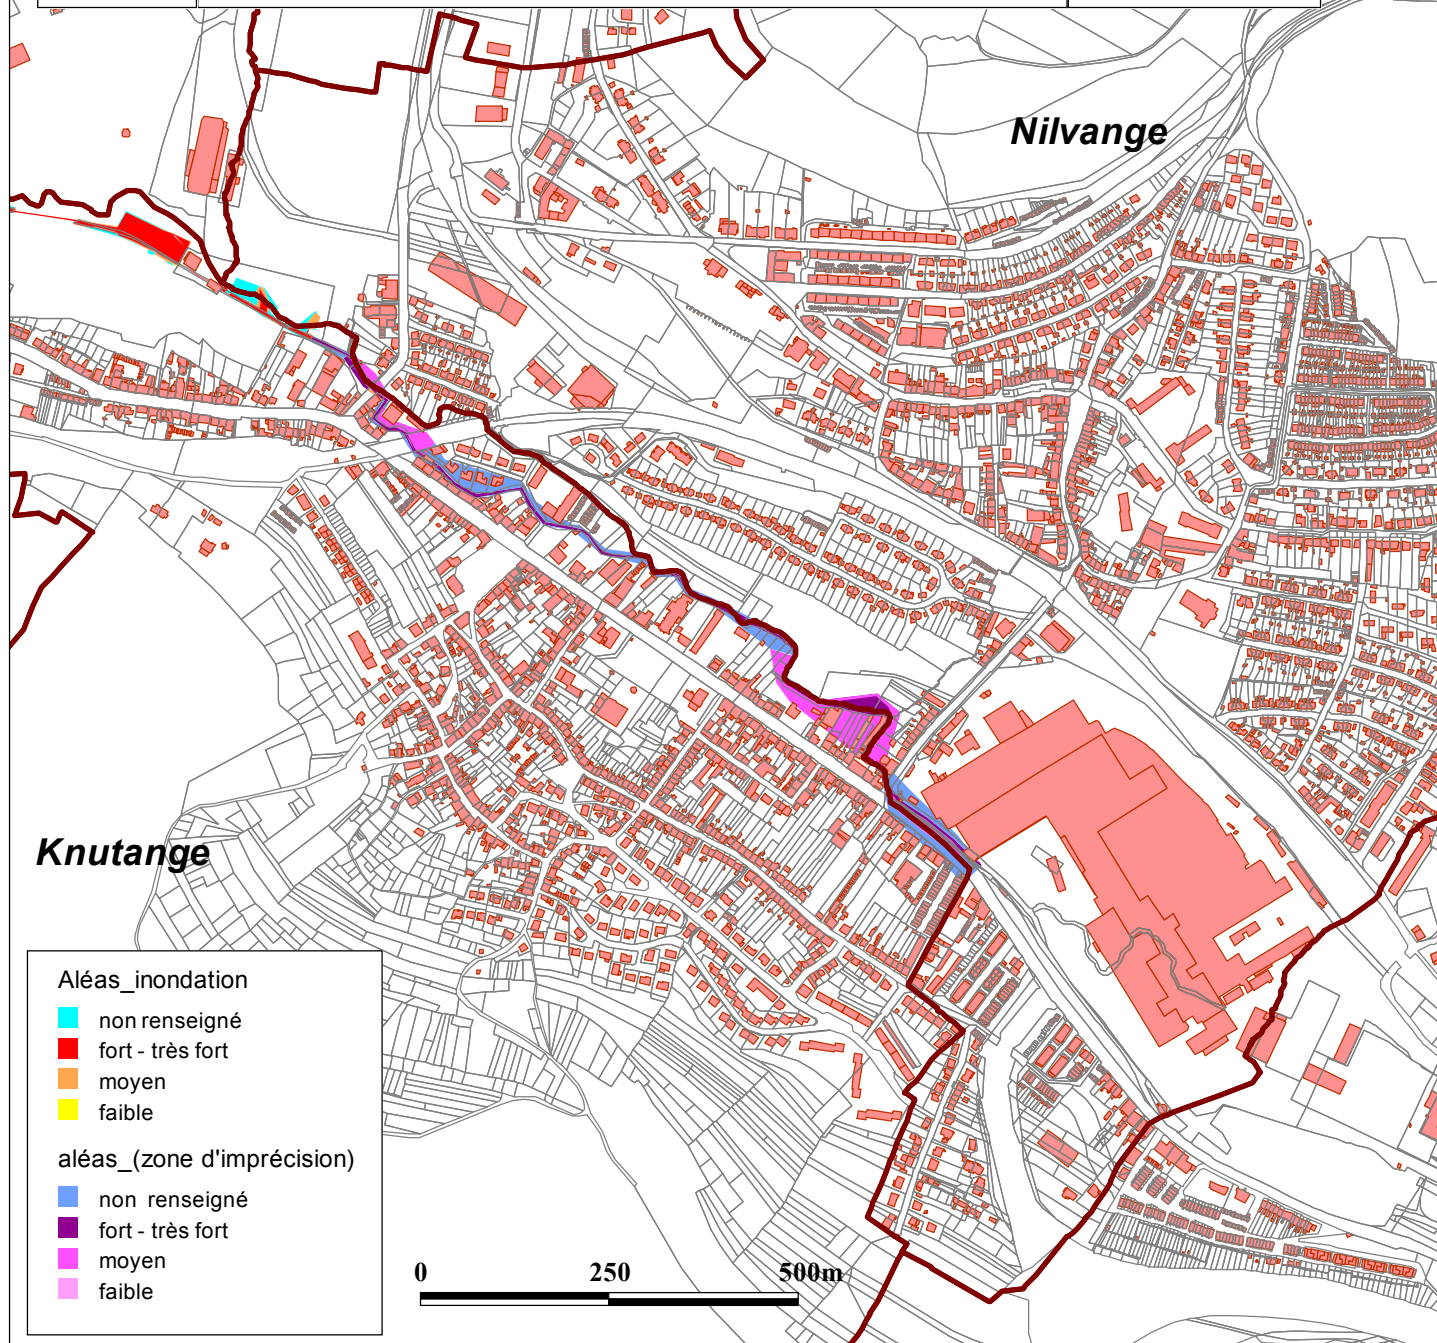 Nilvange
Knutange
Aléas_inondation
non renseigné
fort - très fort
moyen
faible
aléas_(zone d'imprécision)
non renseigné
fort - très fort
moyen
faible
0 250 500m